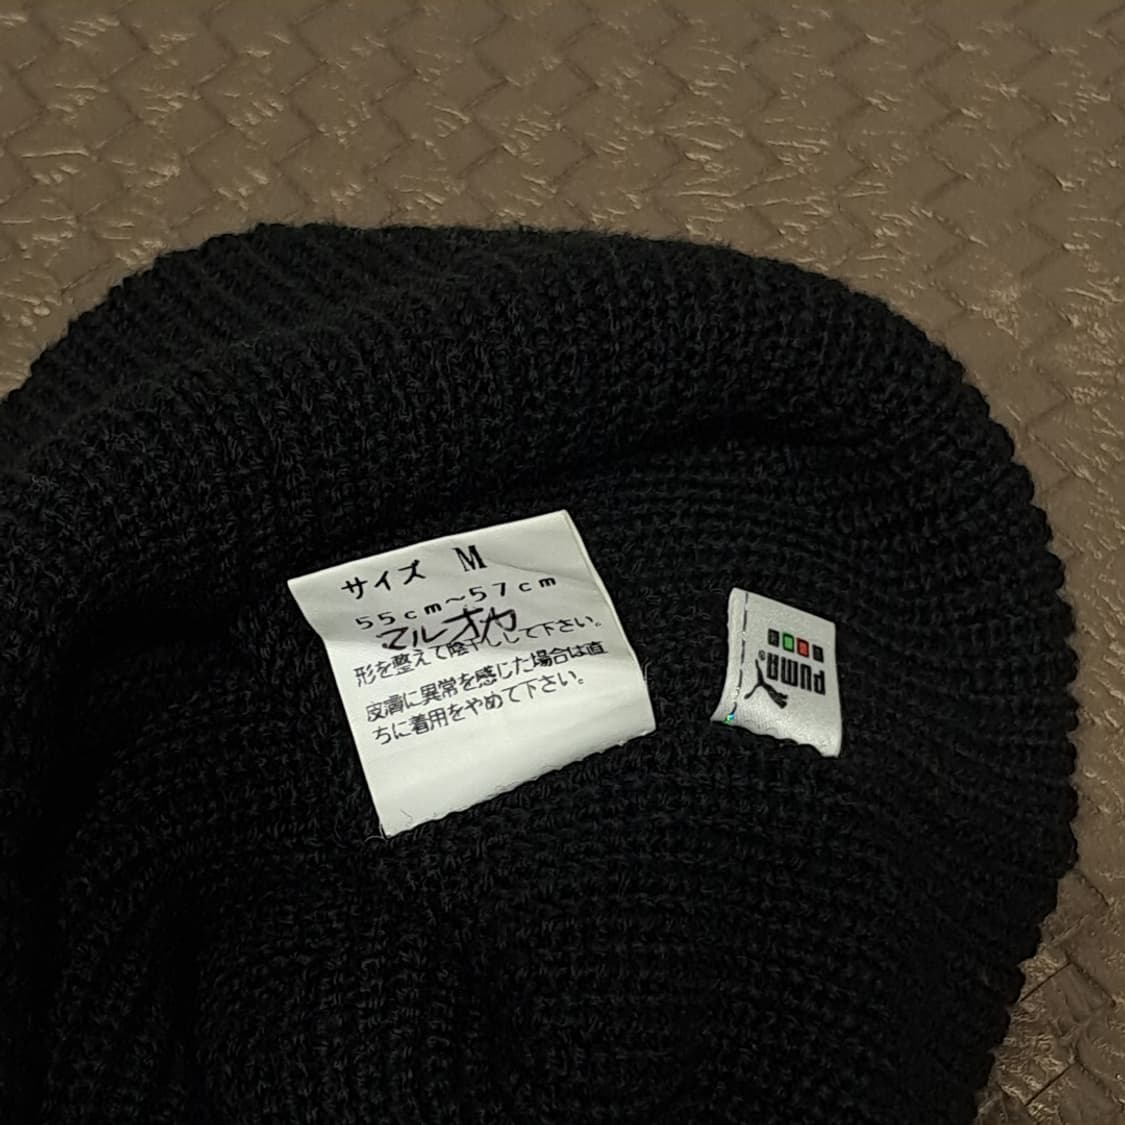 サイズ M
55cm~57cm
マルオカ
形を整えて陰干しして下さい。
皮膚に異常を感じた場合は直
ちに着用をやめて下さい。
PUMA®